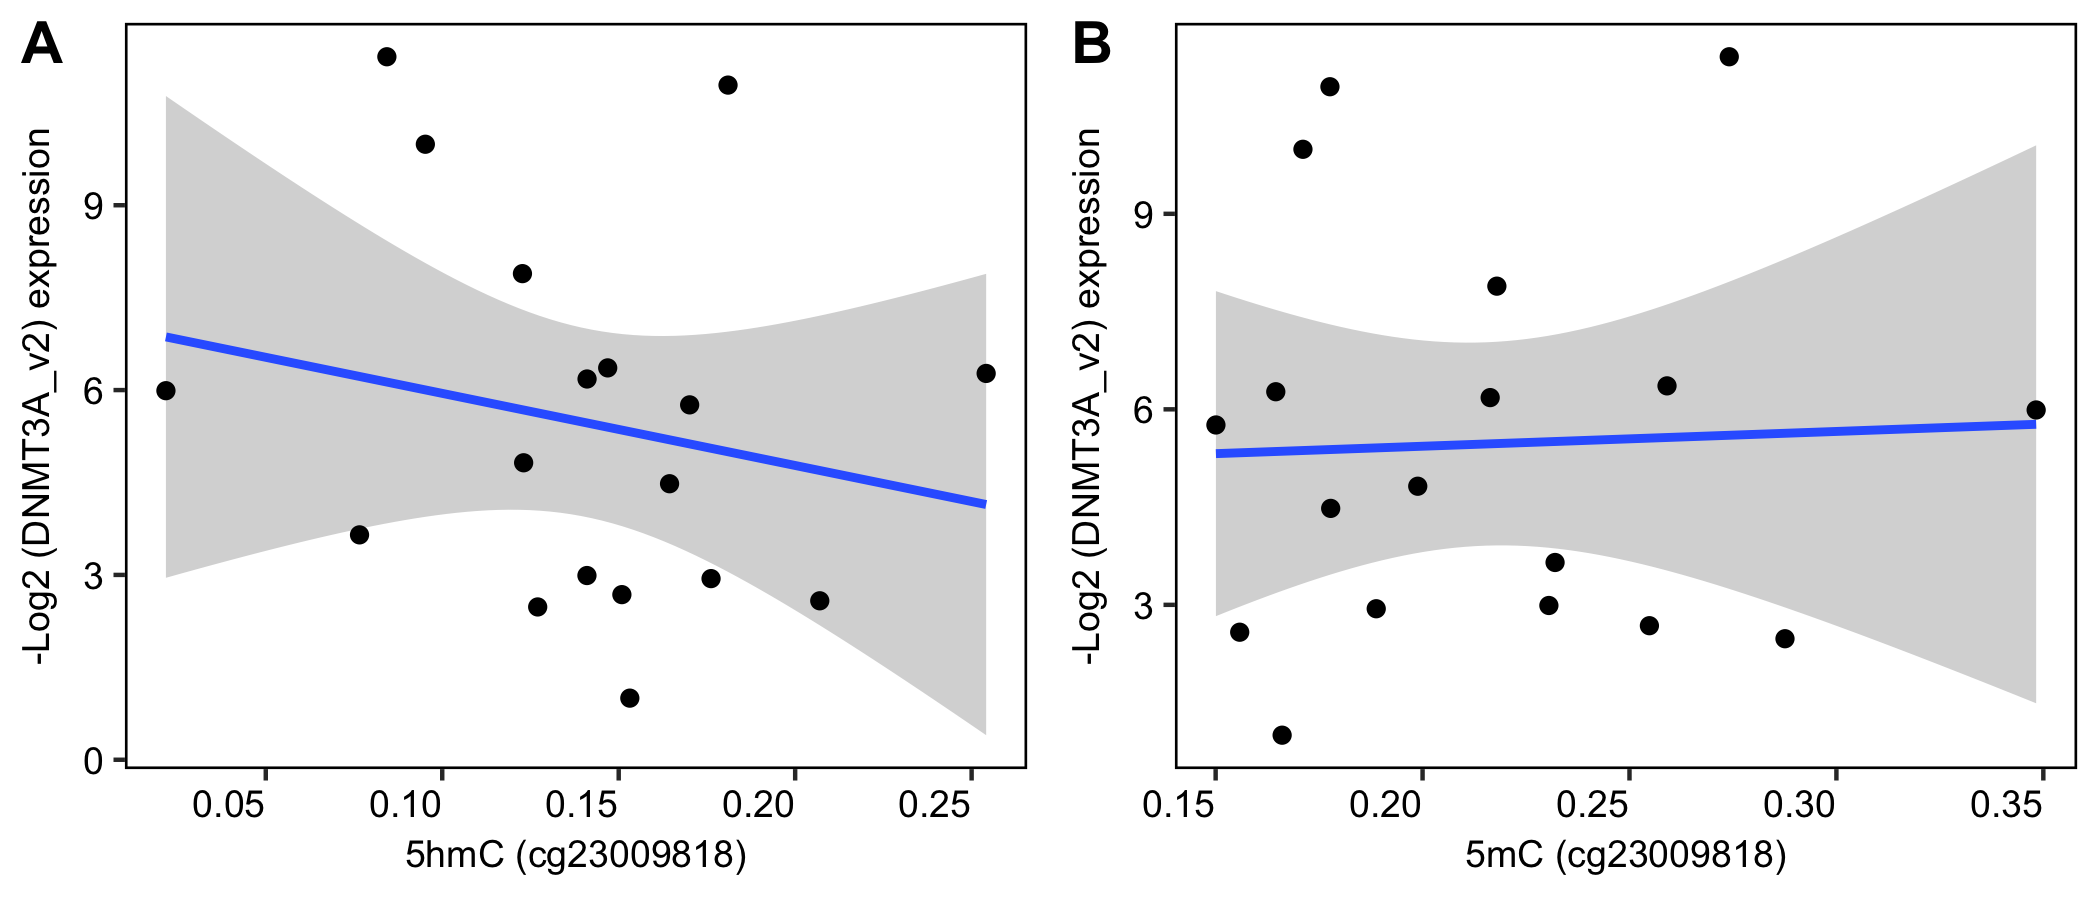 A
-Log2 (DNMT3A_v2) expression
9
6
3
0
0.05 0.10 0.15 0.20 0.25
5hmC (cg23009818)
B
-Log2 (DNMT3A_v2) expression
9
6
3
0.15 0.20 0.25 0.30 0.35
5mC (cg23009818)